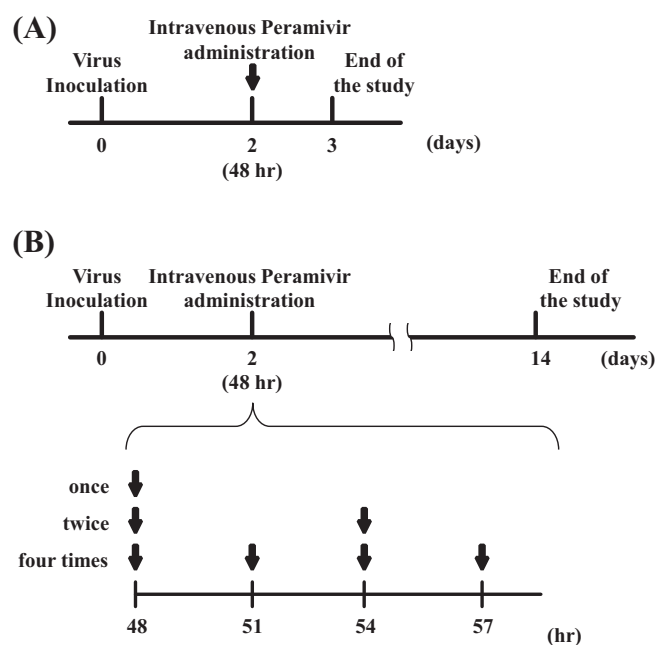 (A)
Intravenous Peramivir
administration
Virus
Inoculation
End of
the study
0
2
3
(days)
(48 hr)
(B)
Virus
Inoculation
Intravenous Peramivir
administration
End of
the study
0
2
14
(days)
(48 hr)
once
twice
four times
48
51
54
57
(hr)